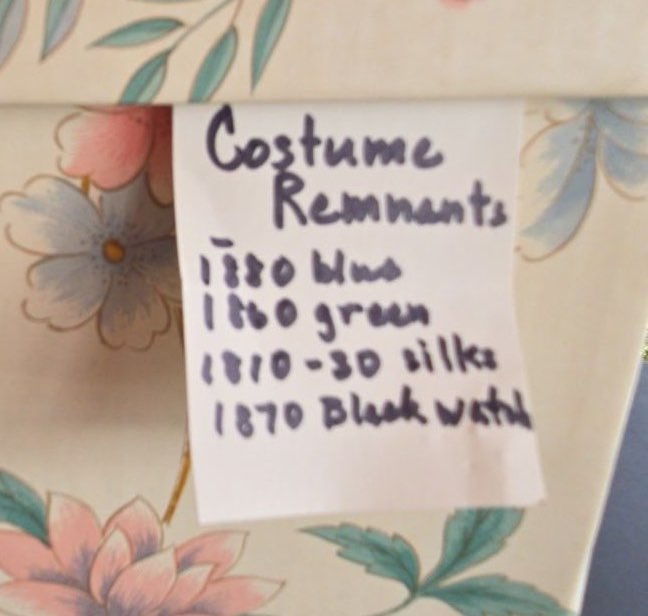 Costume
Remnants
1880 blue
1860 green
1810-30 silks
1870 Black watch